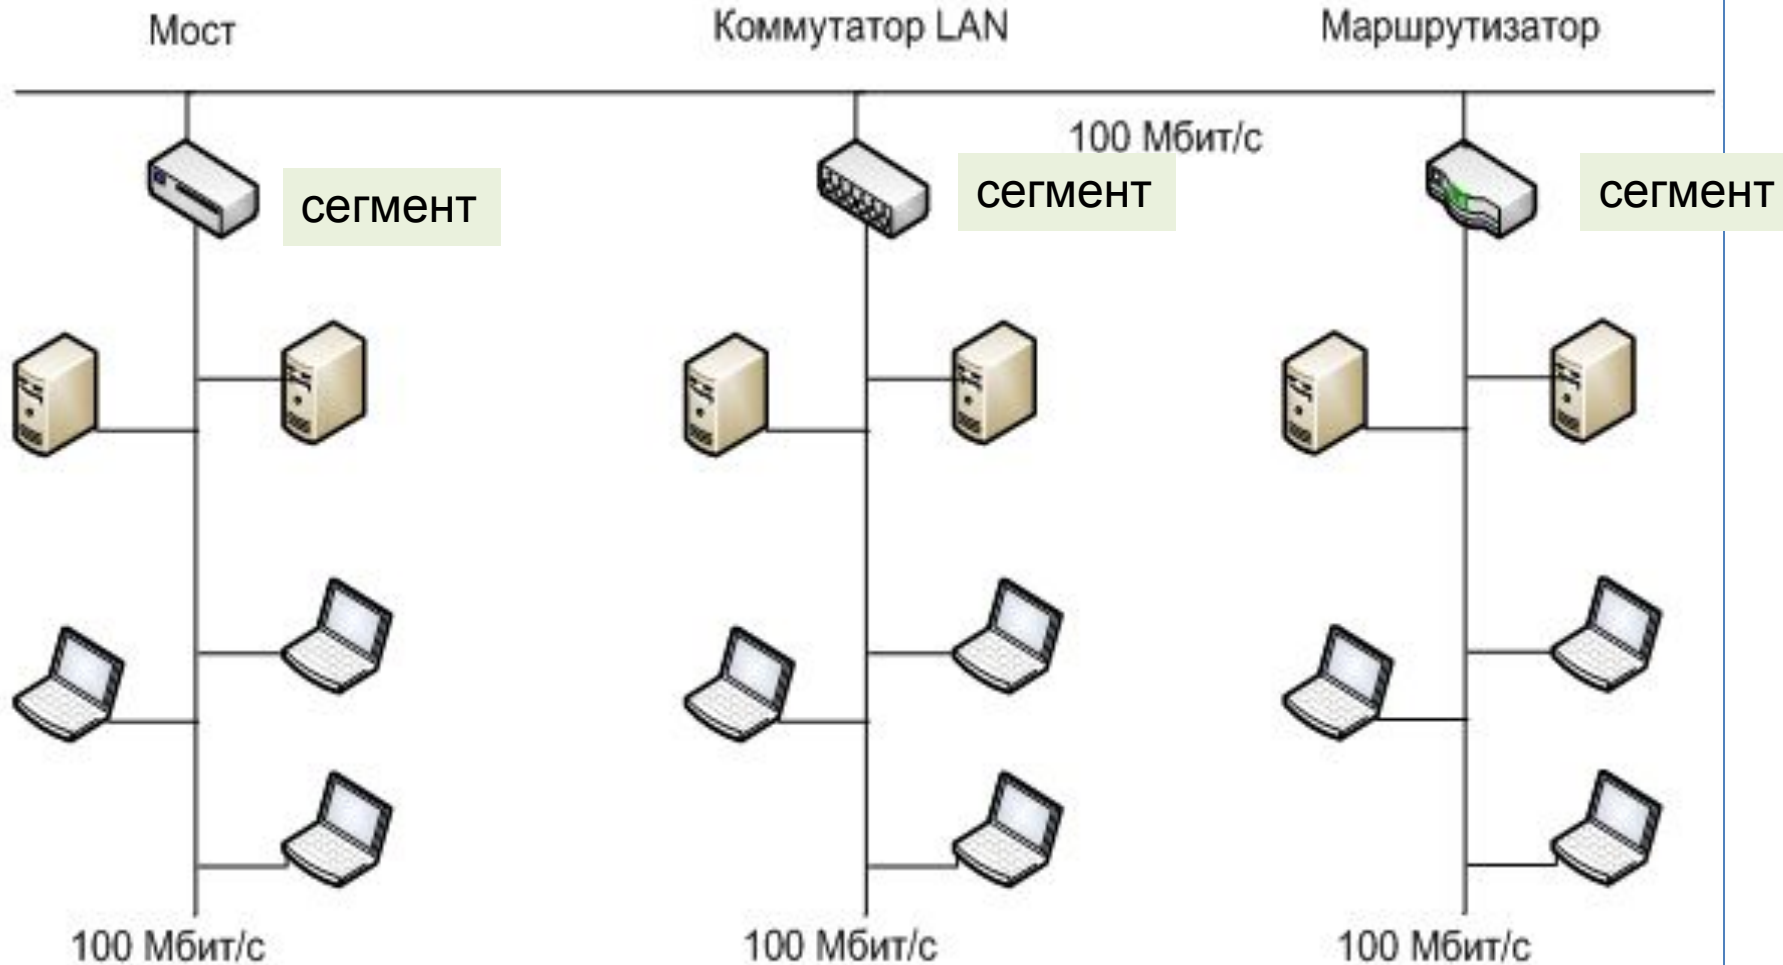 Мост
Коммутатор LAN
Маршрутизатор
100 Мбит/с
сегмент
сегмент
сегмент
100 Мбит/с
100 Мбит/с
100 Мбит/с